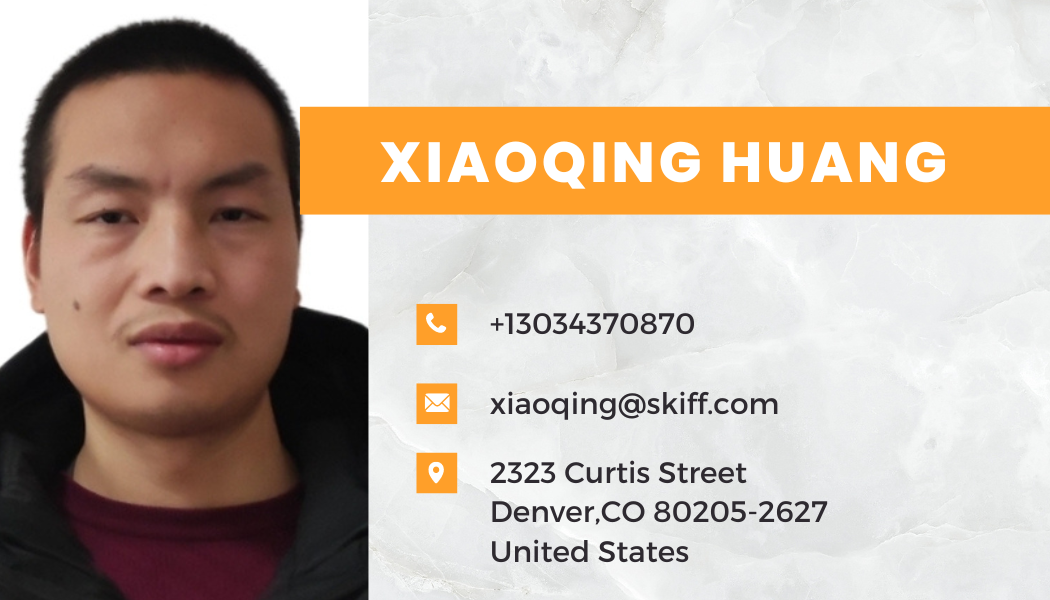 XIAOQING HUANG
+13034370870
xiaoqing@skiff.com
2323 Curtis Street
Denver,CO 80205-2627
United States